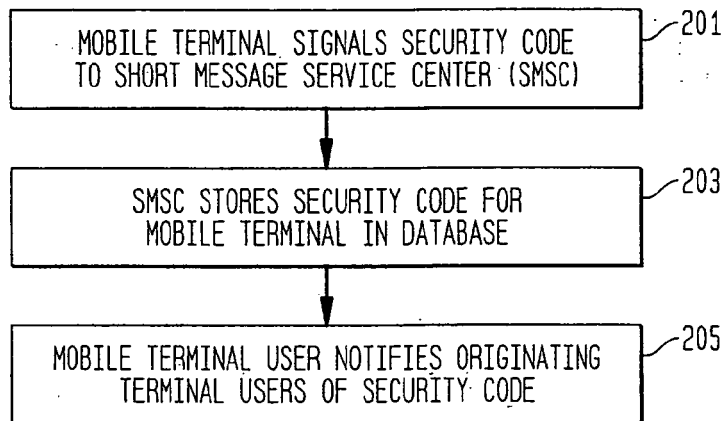 MOBILE TERMINAL SIGNALS SECURITY CODE
TO SHORT MESSAGE SERVICE CENTER (SMSC)
201
SMSC STORES SECURITY CODE FOR
MOBILE TERMINAL IN DATABASE
203
MOBILE TERMINAL USER NOTIFIES ORIGINATING
TERMINAL USERS OF SECURITY CODE
205